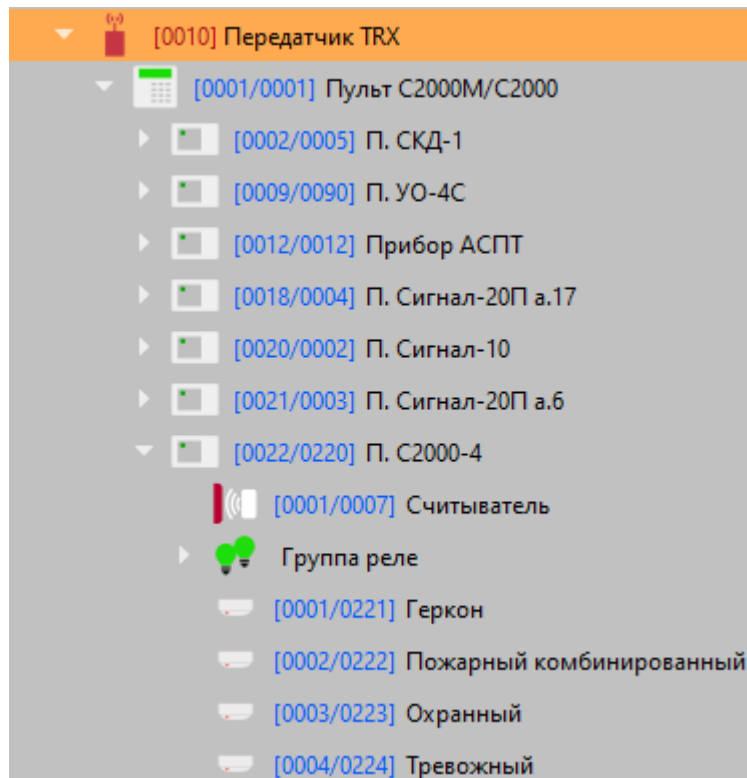 [0010] Передатчик TRX
[0001/0001] Пульт С2000М/С2000
[0002/0005] П. СКД-1
[0009/0090] П. УО-4С
[0012/0012] Прибор АСПТ
[0018/0004] П. Сигнал-20П а.17
[0020/0002] П. Сигнал-10
[0021/0003] П. Сигнал-20П а.6
[0022/0220] П. С2000-4
[0001/0007] Считыватель
Группа реле
[0001/0221] Геркон
[0002/0222] Пожарный комбинированный
[0003/0223] Охранный
[0004/0224] Тревожный